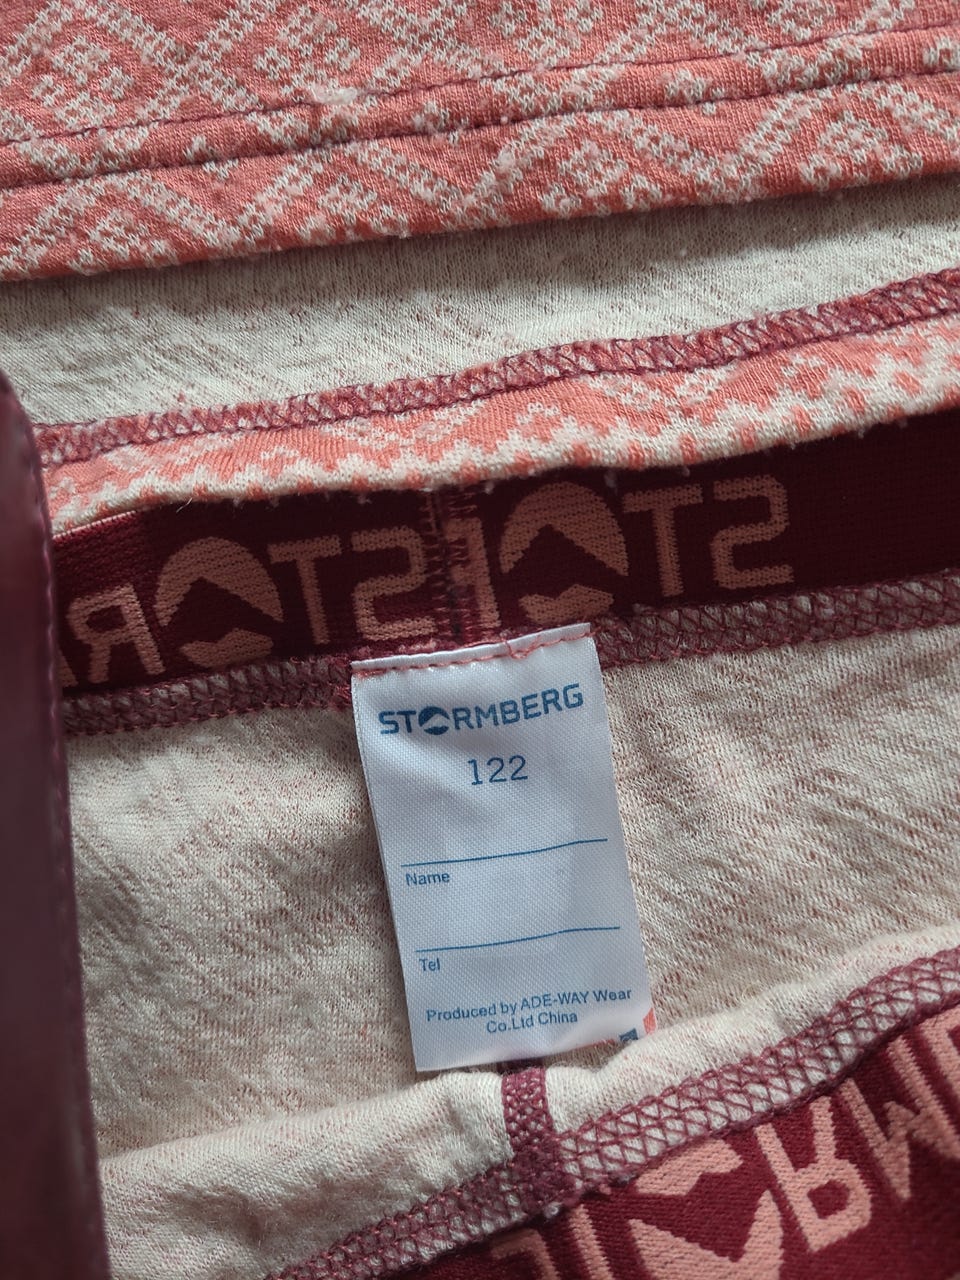 STORMBERG
122
Name
Tel
Produced by ADE-WAY Wear
Co.Ltd China